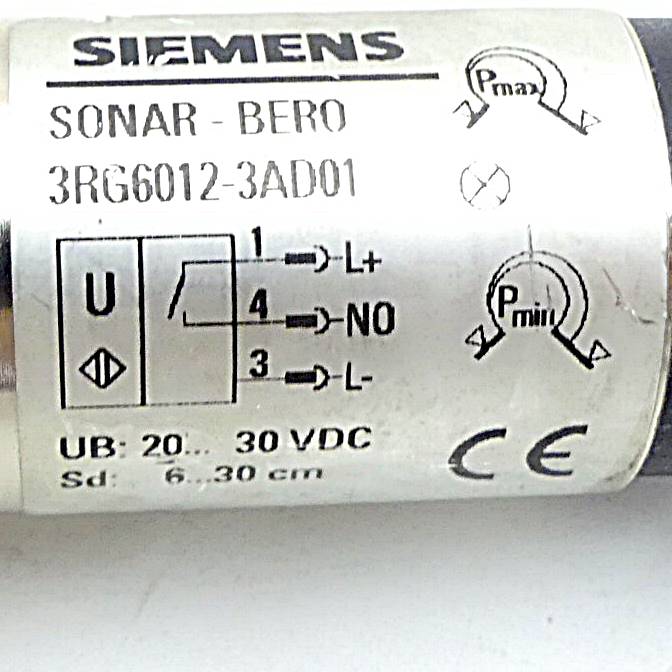 SIEMENS
SONAR - BERO
3RG6012-3AD01
Pmax
1 L+
U
4 NO
Pmin
3 L-
UB: 20... 30 VDC
Sd: 6...30 cm
CE